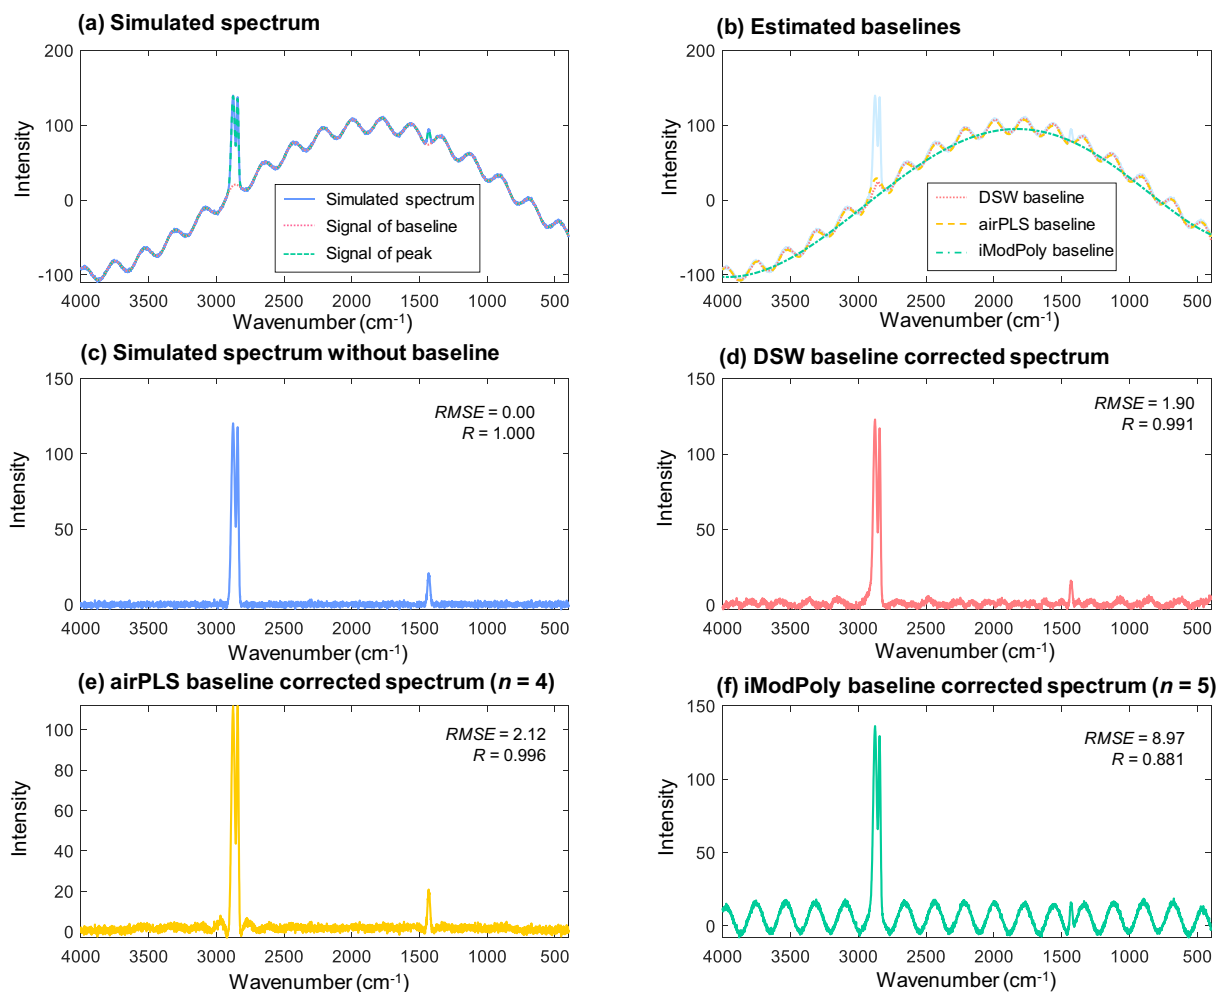 (a) Simulated spectrum
200
100
0
-100
Intensity
Simulated spectrum
Signal of baseline
Signal of peak
4000 3500 3000 2500 2000 1500 1000 500
Wavenumber (cm-1)
(b) Estimated baselines
200
100
0
-100
Intensity
DSW baseline
airPLS baseline
iModPoly baseline
4000 3500 3000 2500 2000 1500 1000 500
Wavenumber (cm-1)
(c) Simulated spectrum without baseline
150
100
50
0
Intensity
RMSE = 0.00
R = 1.000
4000 3500 3000 2500 2000 1500 1000 500
Wavenumber (cm-1)
(d) DSW baseline corrected spectrum
150
100
50
0
Intensity
RMSE = 1.90
R = 0.991
4000 3500 3000 2500 2000 1500 1000 500
Wavenumber (cm-1)
(e) airPLS baseline corrected spectrum (n = 4)
100
80
60
40
20
0
Intensity
RMSE = 2.12
R = 0.996
4000 3500 3000 2500 2000 1500 1000 500
Wavenumber (cm-1)
(f) iModPoly baseline corrected spectrum (n = 5)
150
100
50
0
Intensity
RMSE = 8.97
R = 0.881
4000 3500 3000 2500 2000 1500 1000 500
Wavenumber (cm-1)